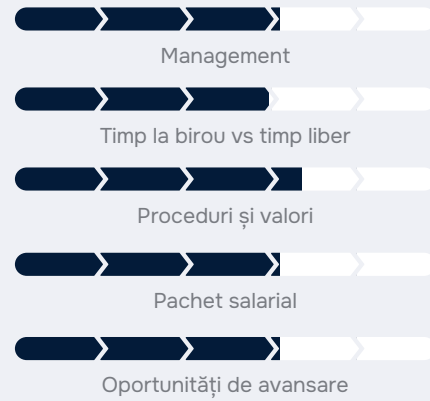 Management
Timp la birou vs timp liber
Proceduri și valori
Pachet salarial
Oportunități de avansare